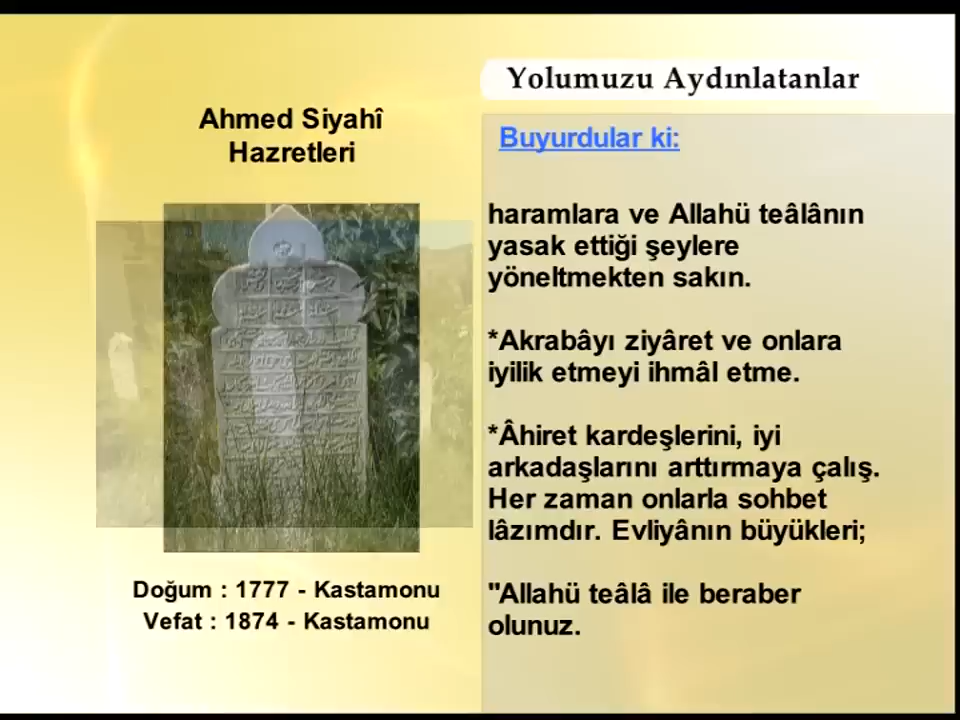 Yolumuzu Aydınlatanlar
Ahmed Siyahî
Hazretleri
Doğum : 1777 - Kastamonu
Vefat : 1874 - Kastamonu
Buyurdular ki:
haramlara ve Allahü teâlânın
yasak ettiği şeylere
yöneltmekten sakın.
*Akrabâyı ziyâret ve onlara
iyilik etmeyi ihmâl etme.
*Âhiret kardeşlerini, iyi
arkadaşlarını arttırmaya çalış.
Her zaman onlarla sohbet
lâzımdır. Evliyânın büyükleri;
"Allahü teâlâ ile beraber
olunuz.